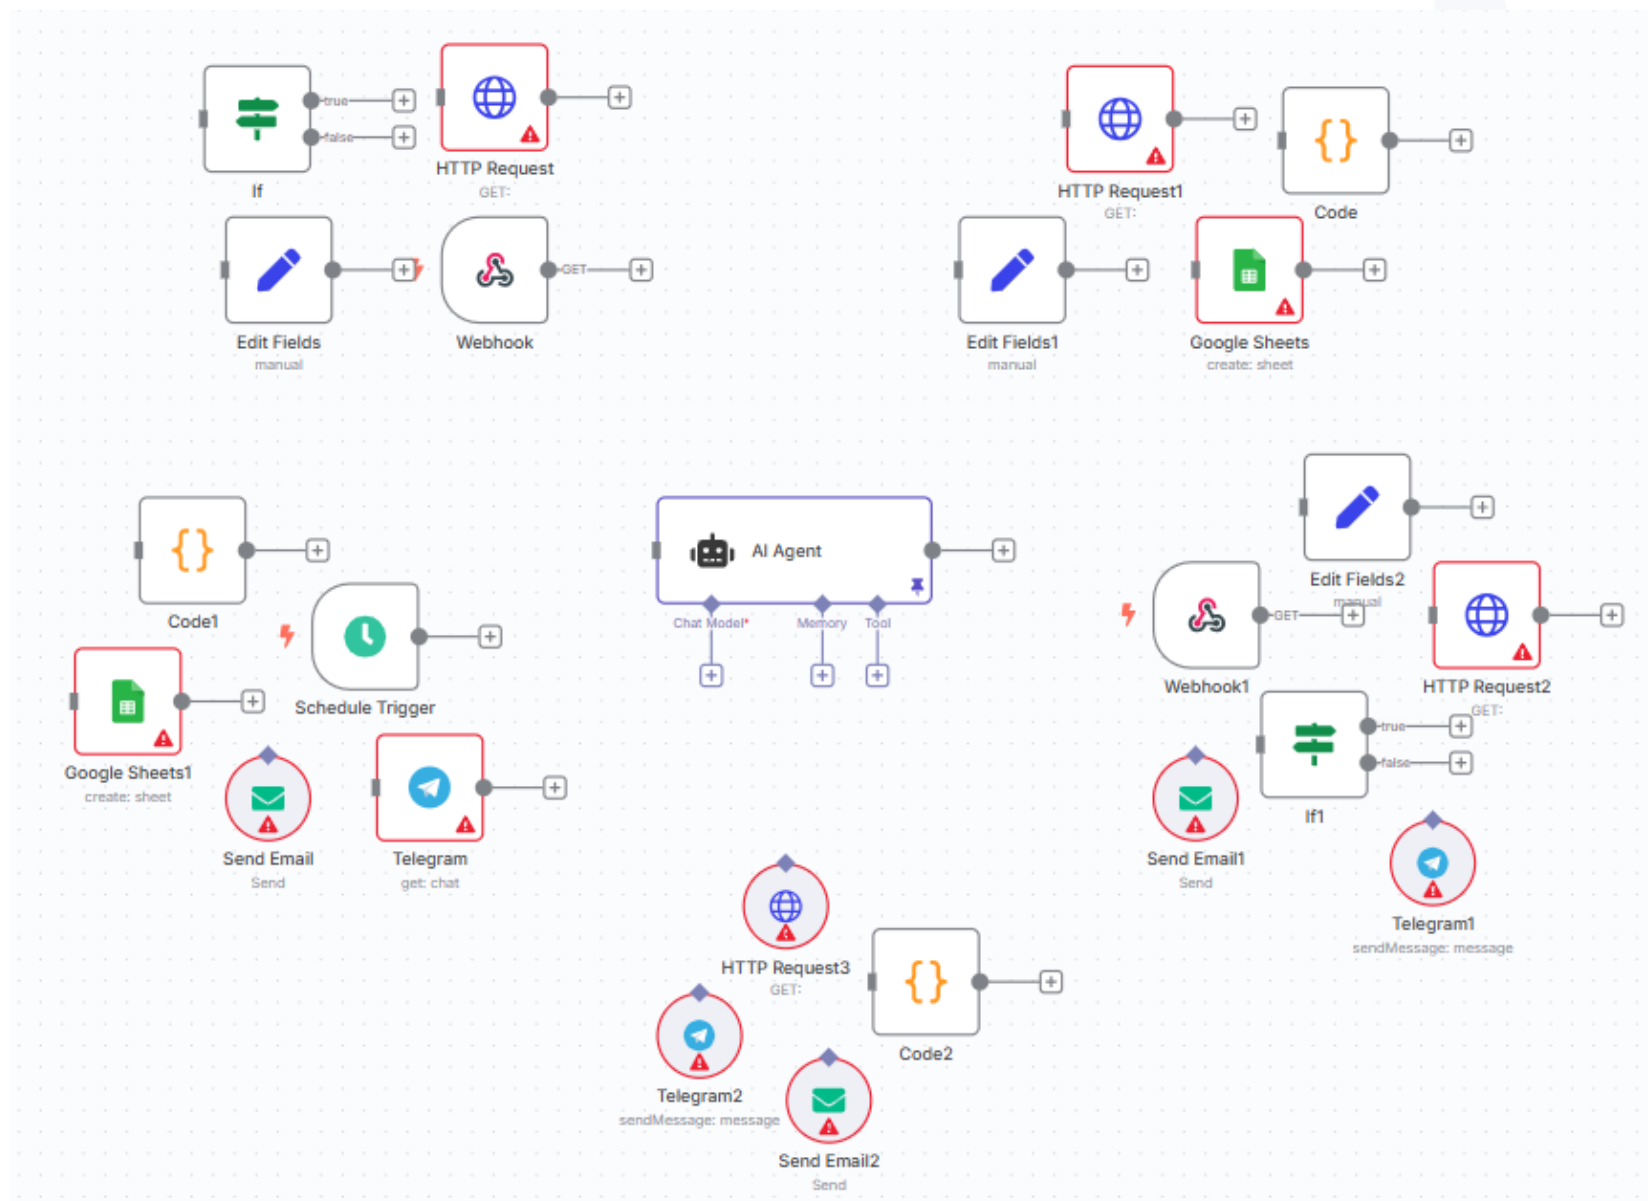 true
false
If
HTTP Request
GET:
Edit Fields
manual
GET
Webhook
HTTP Request1
GET:
Code
Edit Fields1
manual
Google Sheets
create: sheet
Code1
Schedule Trigger
Google Sheets1
create: sheet
Send Email
Send
Telegram
get: chat
AI Agent
Chat Model*
Memory
Tool
Edit Fields2
manual
GET
Webhook1
HTTP Request2
GET:
true
false
If1
Send Email1
Send
Telegram1
sendMessage: message
HTTP Request3
GET:
Code2
Telegram2
sendMessage: message
Send Email2
Send